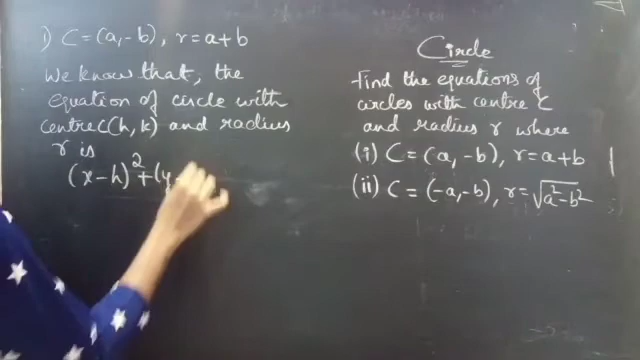 1) C = (a, -b), r = a + b
We know that, the
equation of circle with
centre C(h, k) and radius
r is
(x - h)² + (y -
Circle
Find the equations of
circles with centre C
and radius r where
(i) C = (a, -b), r = a + b
(ii) C = (-a, -b), r = √(a² - b²)